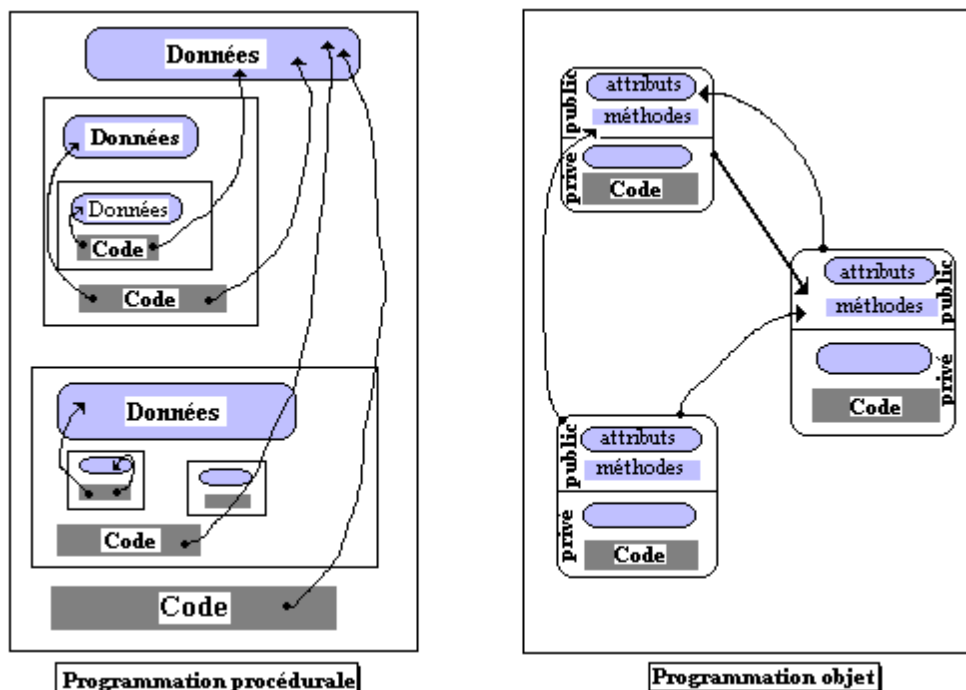 Données
Données
Données
Code
Code
Données
Code
Code
Programmation procédurale
public
attributs
méthodes
privé
Code
attributs
public
méthodes
privé
Code
public
attributs
méthodes
privé
Code
Programmation objet